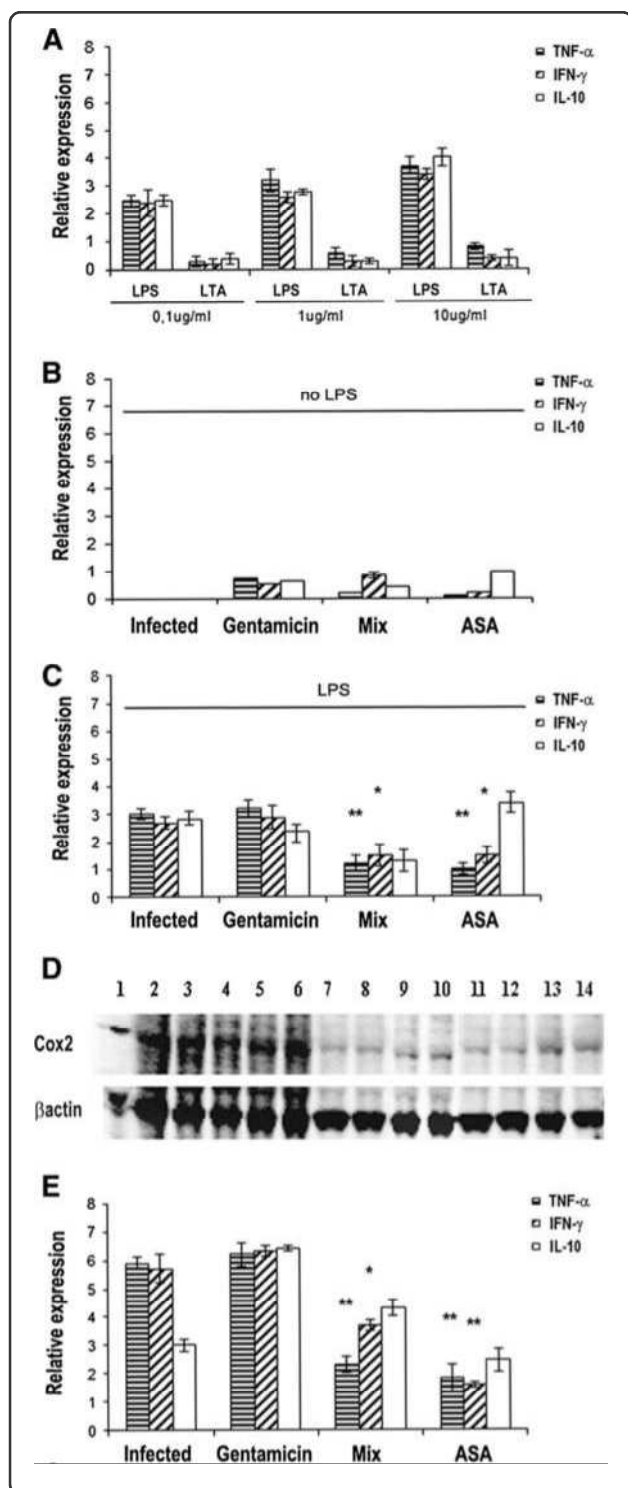 A
Relative expression
8
7
6
5
4
3
2
1
0
TNF-α
IFN-γ
IL-10
LPS LTA LPS LTA LPS LTA
0,1ug/ml 1ug/ml 10ug/ml
B
Relative expression
8
7
6
5
4
3
2
1
0
no LPS
TNF-α
IFN-γ
IL-10
Infected Gentamicin Mix ASA
C
Relative expression
8
7
6
5
4
3
2
1
0
LPS
TNF-α
IFN-γ
IL-10
** * ** *
Infected Gentamicin Mix ASA
D
1 2 3 4 5 6 7 8 9 10 11 12 13 14
Cox2
βactin
E
Relative expression
8
7
6
5
4
3
2
1
0
TNF-α
IFN-γ
IL-10
** * ** **
Infected Gentamicin Mix ASA